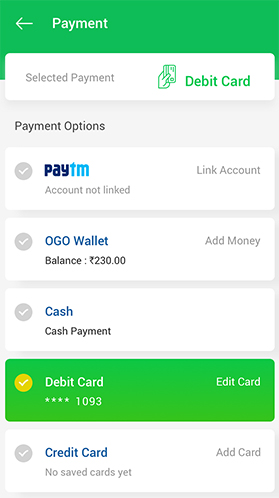 Payment
Selected Payment
Debit Card
Payment Options
paytm
Link Account
Account not linked
OGO Wallet
Add Money
Balance : ₹230.00
Cash
Cash Payment
Debit Card
Edit Card
**** 1093
Credit Card
Add Card
No saved cards yet